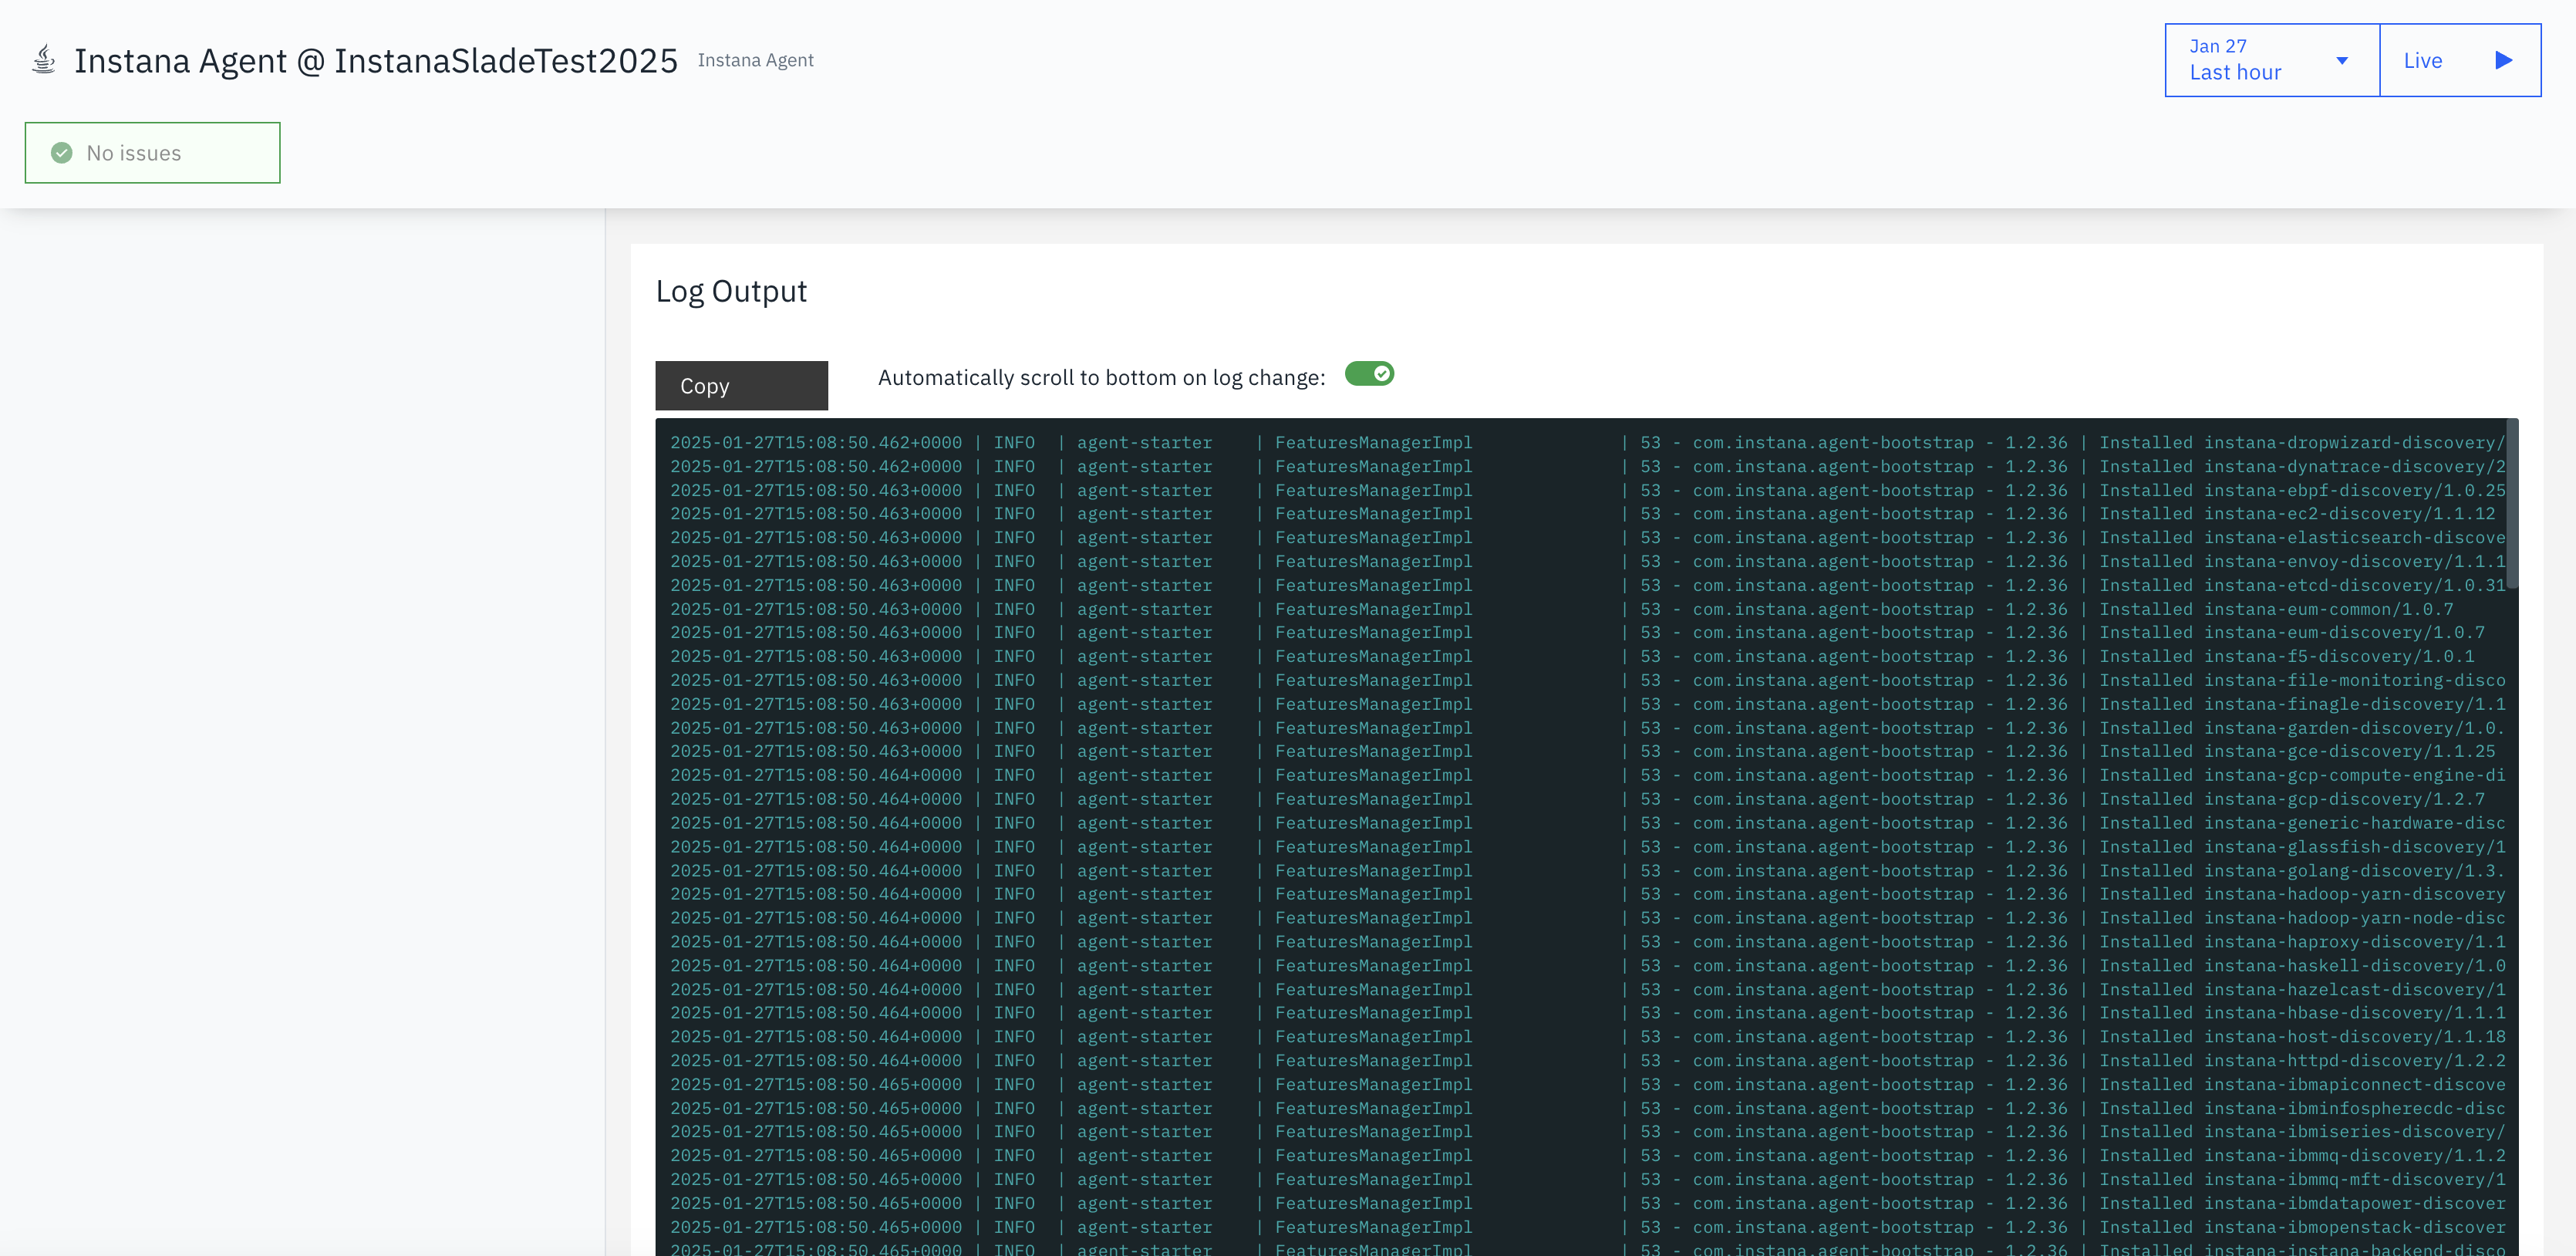 Instana Agent @ InstanaSladeTest2025 Instana Agent
Jan 27
Last hour
Live
No issues
Log Output
Copy
Automatically scroll to bottom on log change:
2025-01-27T15:08:50.462+0000 | INFO | agent-starter | FeaturesManagerImpl | 53 - com.instana.agent-bootstrap - 1.2.36 | Installed instana-dropwizard-discovery/
2025-01-27T15:08:50.462+0000 | INFO | agent-starter | FeaturesManagerImpl | 53 - com.instana.agent-bootstrap - 1.2.36 | Installed instana-dynatrace-discovery/2
2025-01-27T15:08:50.463+0000 | INFO | agent-starter | FeaturesManagerImpl | 53 - com.instana.agent-bootstrap - 1.2.36 | Installed instana-ebpf-discovery/1.0.25
2025-01-27T15:08:50.463+0000 | INFO | agent-starter | FeaturesManagerImpl | 53 - com.instana.agent-bootstrap - 1.2.36 | Installed instana-ec2-discovery/1.1.12
2025-01-27T15:08:50.463+0000 | INFO | agent-starter | FeaturesManagerImpl | 53 - com.instana.agent-bootstrap - 1.2.36 | Installed instana-elasticsearch-discove
2025-01-27T15:08:50.463+0000 | INFO | agent-starter | FeaturesManagerImpl | 53 - com.instana.agent-bootstrap - 1.2.36 | Installed instana-envoy-discovery/1.1.1
2025-01-27T15:08:50.463+0000 | INFO | agent-starter | FeaturesManagerImpl | 53 - com.instana.agent-bootstrap - 1.2.36 | Installed instana-etcd-discovery/1.0.31
2025-01-27T15:08:50.463+0000 | INFO | agent-starter | FeaturesManagerImpl | 53 - com.instana.agent-bootstrap - 1.2.36 | Installed instana-eum-common/1.0.7
2025-01-27T15:08:50.463+0000 | INFO | agent-starter | FeaturesManagerImpl | 53 - com.instana.agent-bootstrap - 1.2.36 | Installed instana-eum-discovery/1.0.7
2025-01-27T15:08:50.463+0000 | INFO | agent-starter | FeaturesManagerImpl | 53 - com.instana.agent-bootstrap - 1.2.36 | Installed instana-f5-discovery/1.0.1
2025-01-27T15:08:50.463+0000 | INFO | agent-starter | FeaturesManagerImpl | 53 - com.instana.agent-bootstrap - 1.2.36 | Installed instana-file-monitoring-disco
2025-01-27T15:08:50.463+0000 | INFO | agent-starter | FeaturesManagerImpl | 53 - com.instana.agent-bootstrap - 1.2.36 | Installed instana-finagle-discovery/1.1
2025-01-27T15:08:50.463+0000 | INFO | agent-starter | FeaturesManagerImpl | 53 - com.instana.agent-bootstrap - 1.2.36 | Installed instana-garden-discovery/1.0.
2025-01-27T15:08:50.463+0000 | INFO | agent-starter | FeaturesManagerImpl | 53 - com.instana.agent-bootstrap - 1.2.36 | Installed instana-gce-discovery/1.1.25
2025-01-27T15:08:50.464+0000 | INFO | agent-starter | FeaturesManagerImpl | 53 - com.instana.agent-bootstrap - 1.2.36 | Installed instana-gcp-compute-engine-di
2025-01-27T15:08:50.464+0000 | INFO | agent-starter | FeaturesManagerImpl | 53 - com.instana.agent-bootstrap - 1.2.36 | Installed instana-gcp-discovery/1.2.7
2025-01-27T15:08:50.464+0000 | INFO | agent-starter | FeaturesManagerImpl | 53 - com.instana.agent-bootstrap - 1.2.36 | Installed instana-generic-hardware-disc
2025-01-27T15:08:50.464+0000 | INFO | agent-starter | FeaturesManagerImpl | 53 - com.instana.agent-bootstrap - 1.2.36 | Installed instana-glassfish-discovery/1
2025-01-27T15:08:50.464+0000 | INFO | agent-starter | FeaturesManagerImpl | 53 - com.instana.agent-bootstrap - 1.2.36 | Installed instana-golang-discovery/1.3.
2025-01-27T15:08:50.464+0000 | INFO | agent-starter | FeaturesManagerImpl | 53 - com.instana.agent-bootstrap - 1.2.36 | Installed instana-hadoop-yarn-discovery
2025-01-27T15:08:50.464+0000 | INFO | agent-starter | FeaturesManagerImpl | 53 - com.instana.agent-bootstrap - 1.2.36 | Installed instana-hadoop-yarn-node-disc
2025-01-27T15:08:50.464+0000 | INFO | agent-starter | FeaturesManagerImpl | 53 - com.instana.agent-bootstrap - 1.2.36 | Installed instana-haproxy-discovery/1.1
2025-01-27T15:08:50.464+0000 | INFO | agent-starter | FeaturesManagerImpl | 53 - com.instana.agent-bootstrap - 1.2.36 | Installed instana-haskell-discovery/1.0
2025-01-27T15:08:50.464+0000 | INFO | agent-starter | FeaturesManagerImpl | 53 - com.instana.agent-bootstrap - 1.2.36 | Installed instana-hazelcast-discovery/1
2025-01-27T15:08:50.464+0000 | INFO | agent-starter | FeaturesManagerImpl | 53 - com.instana.agent-bootstrap - 1.2.36 | Installed instana-hbase-discovery/1.1.1
2025-01-27T15:08:50.464+0000 | INFO | agent-starter | FeaturesManagerImpl | 53 - com.instana.agent-bootstrap - 1.2.36 | Installed instana-host-discovery/1.1.18
2025-01-27T15:08:50.464+0000 | INFO | agent-starter | FeaturesManagerImpl | 53 - com.instana.agent-bootstrap - 1.2.36 | Installed instana-httpd-discovery/1.2.2
2025-01-27T15:08:50.465+0000 | INFO | agent-starter | FeaturesManagerImpl | 53 - com.instana.agent-bootstrap - 1.2.36 | Installed instana-ibmapiconnect-discove
2025-01-27T15:08:50.465+0000 | INFO | agent-starter | FeaturesManagerImpl | 53 - com.instana.agent-bootstrap - 1.2.36 | Installed instana-ibminfospherecdc-disc
2025-01-27T15:08:50.465+0000 | INFO | agent-starter | FeaturesManagerImpl | 53 - com.instana.agent-bootstrap - 1.2.36 | Installed instana-ibmiseries-discovery/
2025-01-27T15:08:50.465+0000 | INFO | agent-starter | FeaturesManagerImpl | 53 - com.instana.agent-bootstrap - 1.2.36 | Installed instana-ibmmq-discovery/1.1.2
2025-01-27T15:08:50.465+0000 | INFO | agent-starter | FeaturesManagerImpl | 53 - com.instana.agent-bootstrap - 1.2.36 | Installed instana-ibmmq-mft-discovery/1
2025-01-27T15:08:50.465+0000 | INFO | agent-starter | FeaturesManagerImpl | 53 - com.instana.agent-bootstrap - 1.2.36 | Installed instana-ibmdatapower-discover
2025-01-27T15:08:50.465+0000 | INFO | agent-starter | FeaturesManagerImpl | 53 - com.instana.agent-bootstrap - 1.2.36 | Installed instana-ibmopenstack-discover
2025-01-27T15:08:50.465+0000 | INFO | agent-starter | FeaturesManagerImpl | 53 - com.instana.agent-bootstrap - 1.2.36 | Installed instana-instana-backend-disco